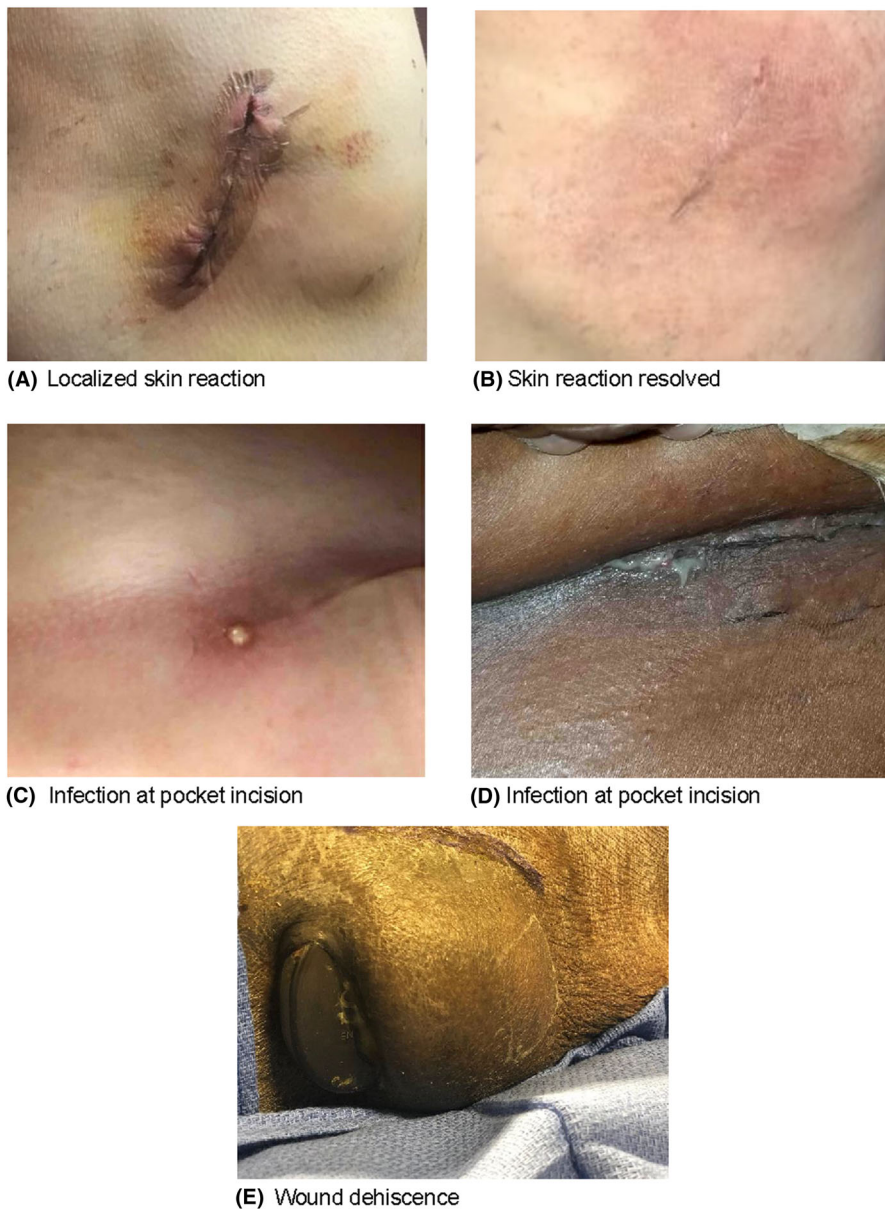 (A) Localized skin reaction
(B) Skin reaction resolved
(C) Infection at pocket incision
(D) Infection at pocket incision
(E) Wound dehiscence